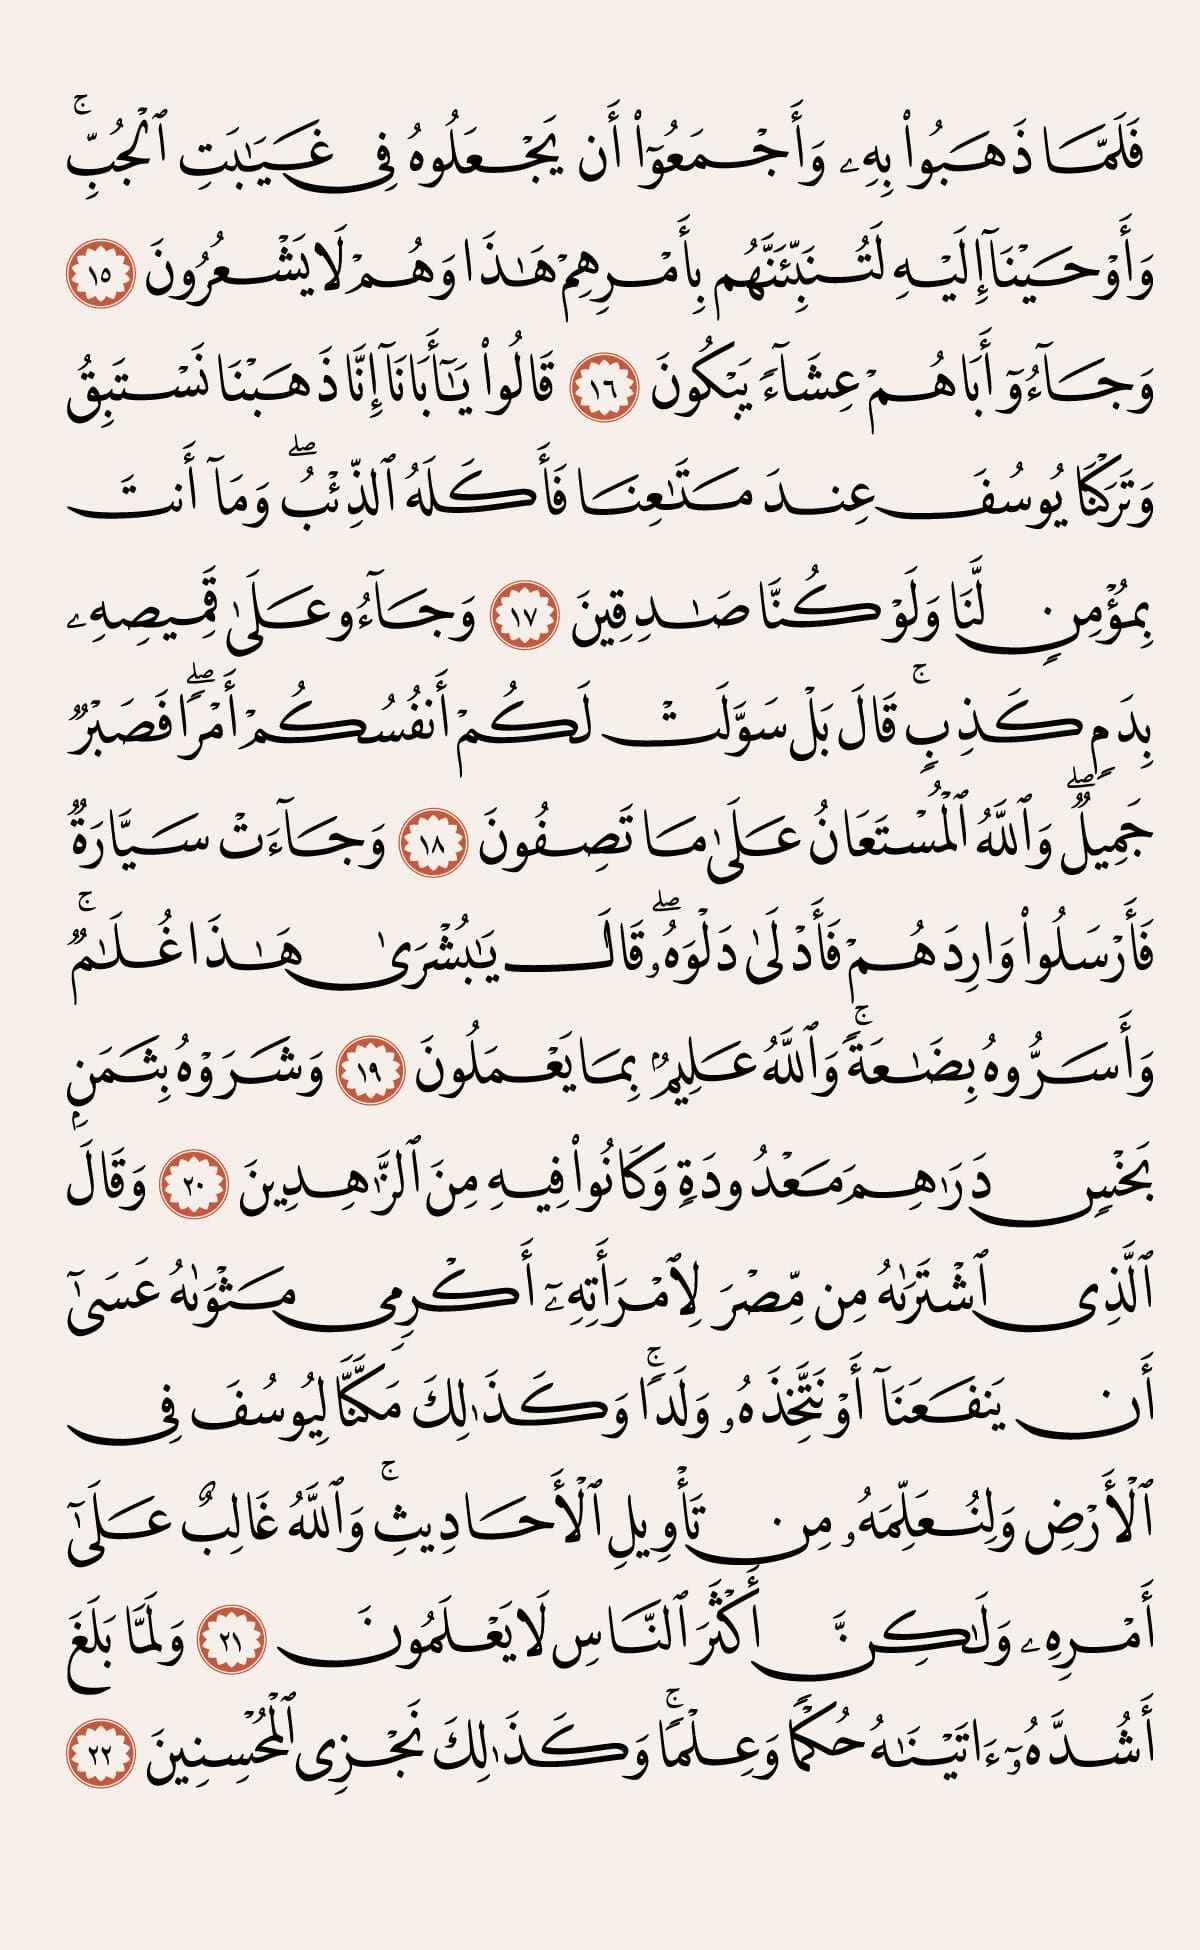 فَلَمَّا ذَهَبُوا۟ بِهِۦ وَأَجْمَعُوٓا۟ أَن يَجْعَلُوهُ فِى غَيَـٰبَتِ ٱلْجُبِّ ۚ
وَأَوْحَيْنَآ إِلَيْهِ لَتُنَبِّئَنَّهُم بِأَمْرِهِمْ هَـٰذَا وَهُمْ لَا يَشْعُرُونَ ١٥
وَجَآءُوٓ أَبَاهُمْ عِشَآءً يَبْكُونَ ١٦ قَالُوا۟ يَـٰٓأَبَانَآ إِنَّا ذَهَبْنَا نَسْتَبِقُ
وَتَرَكْنَا يُوسُفَ عِندَ مَتَـٰعِنَا فَأَكَلَهُ ٱلذِّئْبُ ۖ وَمَآ أَنتَ
بِمُؤْمِنٍ لَّنَا وَلَوْ كُنَّا صَـٰدِقِينَ ١٧ وَجَآءُو عَلَىٰ قَمِيصِهِۦ
بِدَمٍ كَذِبٍ ۚ قَالَ بَلْ سَوَّلَتْ لَكُمْ أَنفُسُكُمْ أَمْرًا ۖ فَصَبْرٌ
جَمِيلٌ ۖ وَٱللَّهُ ٱلْمُسْتَعَانُ عَلَىٰ مَا تَصِفُونَ ١٨ وَجَآءَتْ سَيَّارَةٌ
فَأَرْسَلُوا۟ وَارِدَهُمْ فَأَدْلَىٰ دَلْوَهُۥ ۖ قَالَ يَـٰبُشْرَىٰ هَـٰذَا غُلَـٰمٌ ۚ
وَأَسَرُّوهُ بِضَـٰعَةً ۚ وَٱللَّهُ عَلِيمٌۢ بِمَا يَعْمَلُونَ ١٩ وَشَرَوْهُ بِثَمَنٍۭ
بَخْسٍ دَرَٰهِمَ مَعْدُودَةٍ وَكَانُوا۟ فِيهِ مِنَ ٱلزَّٰهِدِينَ ٢٠ وَقَالَ
ٱلَّذِى ٱشْتَرَىٰهُ مِن مِّصْرَ لِٱمْرَأَتِهِۦٓ أَكْرِمِى مَثْوَىٰهُ عَسَىٰٓ
أَن يَنفَعَنَآ أَوْ نَتَّخِذَهُۥ وَلَدًا ۚ وَكَذَٰلِكَ مَكَّنَّا لِيُوسُفَ فِى
ٱلْأَرْضِ وَلِنُعَلِّمَهُۥ مِن تَأْوِيلِ ٱلْأَحَادِيثِ ۚ وَٱللَّهُ غَالِبٌ عَلَىٰٓ
أَمْرِهِۦ وَلَـٰكِنَّ أَكْثَرَ ٱلنَّاسِ لَا يَعْلَمُونَ ٢١ وَلَمَّا بَلَغَ
أَشُدَّهُۥٓ ءَاتَيْنَـٰهُ حُكْمًا وَعِلْمًا ۚ وَكَذَٰلِكَ نَجْزِى ٱلْمُحْسِنِينَ ٢٢